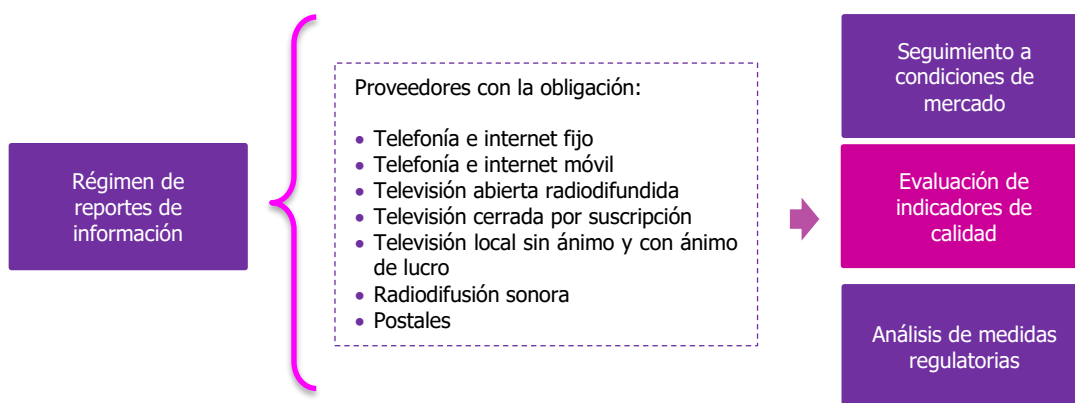 Régimen de
reportes de
información
Proveedores con la obligación:
• Telefonía e internet fijo
• Telefonía e internet móvil
• Televisión abierta radiodifundida
• Televisión cerrada por suscripción
• Televisión local sin ánimo y con ánimo
de lucro
• Radiodifusión sonora
• Postales
Seguimiento a
condiciones de
mercado
Evaluación de
indicadores de
calidad
Análisis de medidas
regulatorias